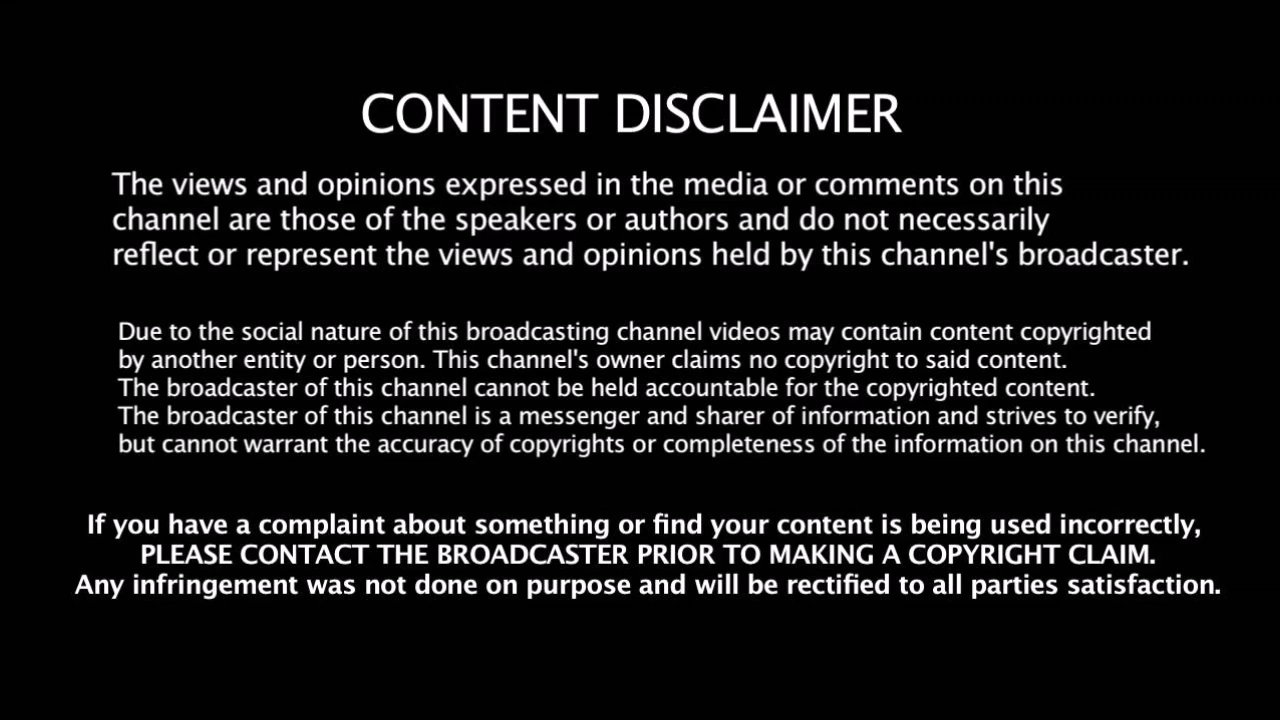 CONTENT DISCLAIMER
The views and opinions expressed in the media or comments on this
channel are those of the speakers or authors and do not necessarily
reflect or represent the views and opinions held by this channel's broadcaster.
Due to the social nature of this broadcasting channel videos may contain content copyrighted
by another entity or person. This channel's owner claims no copyright to said content.
The broadcaster of this channel cannot be held accountable for the copyrighted content.
The broadcaster of this channel is a messenger and sharer of information and strives to verify,
but cannot warrant the accuracy of copyrights or completeness of the information on this channel.
If you have a complaint about something or find your content is being used incorrectly,
PLEASE CONTACT THE BROADCASTER PRIOR TO MAKING A COPYRIGHT CLAIM.
Any infringement was not done on purpose and will be rectified to all parties satisfaction.